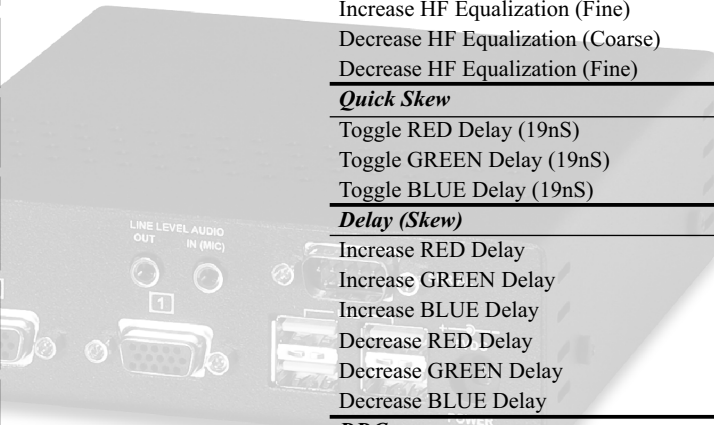 Increase HF Equalization (Fine)
Decrease HF Equalization (Coarse)
Decrease HF Equalization (Fine)
Quick Skew
Toggle RED Delay (19nS)
Toggle GREEN Delay (19nS)
Toggle BLUE Delay (19nS)
Delay (Skew)
Increase RED Delay
Increase GREEN Delay
Increase BLUE Delay
Decrease RED Delay
Decrease GREEN Delay
Decrease BLUE Delay
LINE LEVEL AUDIO
OUT IN (MIC)
1
POWER